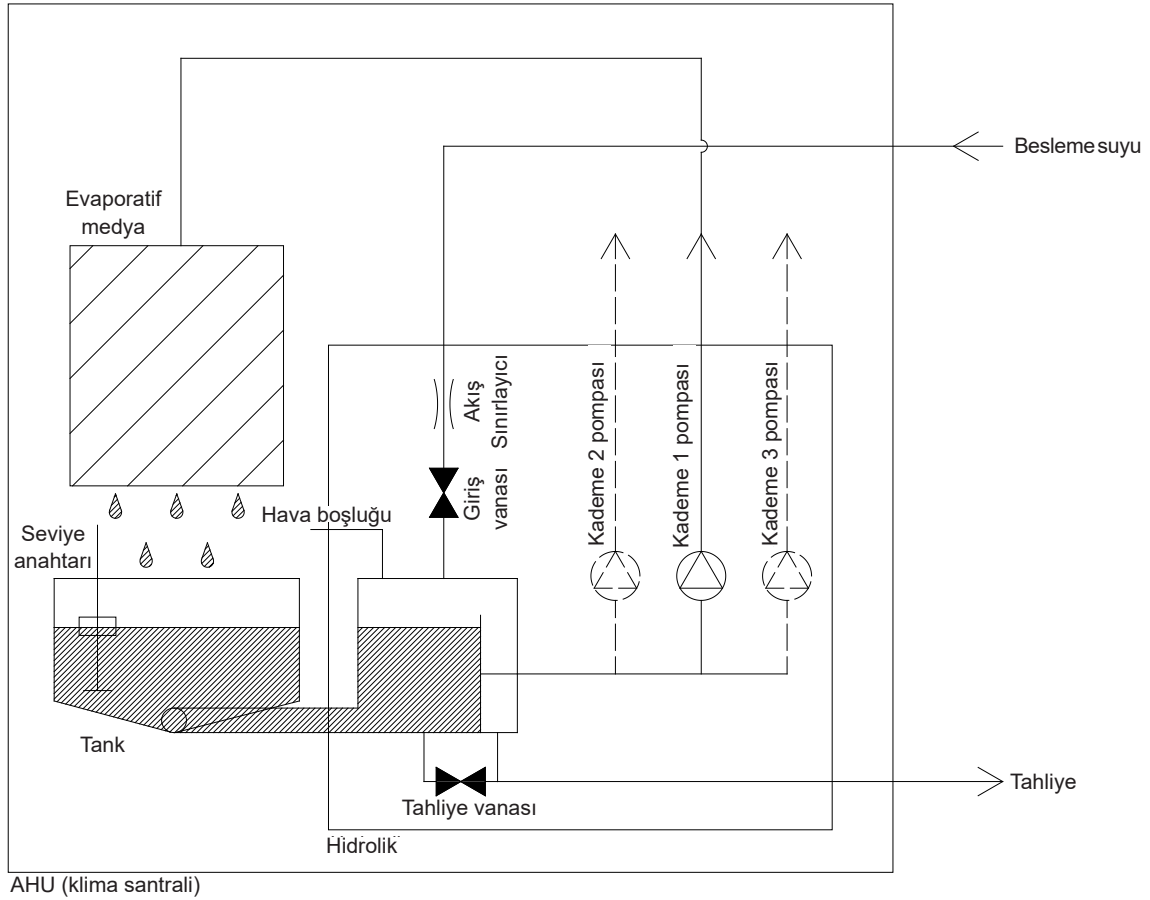 Besleme suyu
Evaporatif
medya
Akış
Sınırlayıcı
Giriş
vanası
Kademe 2 pompası
Kademe 1 pompası
Kademe 3 pompası
Hava boşluğu
Seviye
anahtarı
Tank
Tahliye
Tahliye vanası
Hidrolik
AHU (klima santrali)